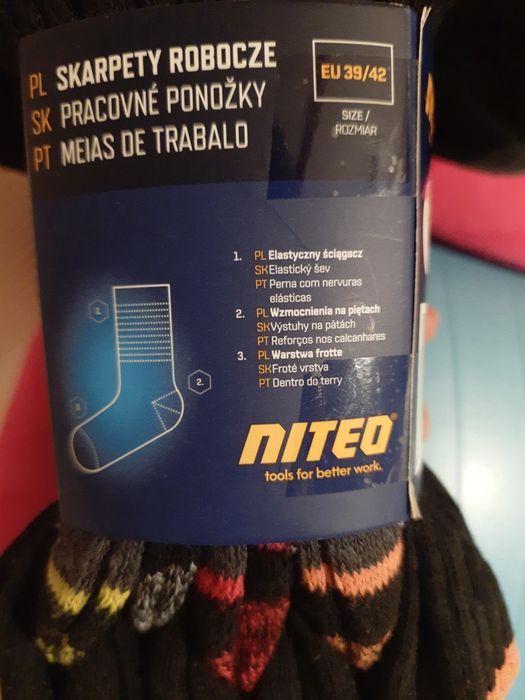 PL SKARPETY ROBOCZE
SK PRACOVNÉ PONOŽKY
PT MEIAS DE TRABALO
EU 39/42
SIZE /
ROZMIAR
1. PL Elastyczny ściągacz
SK Elastický šev
PT Perna com nervuras
elásticas
2. PL Wzmocnienia na piętach
SK Výstuhy na pätách
PT Reforços nos calcanhares
3. PL Warstwa frotte
SK Froté vrstva
PT Dentro do terry
1.
2.
3.
NITEO®
tools for better work.